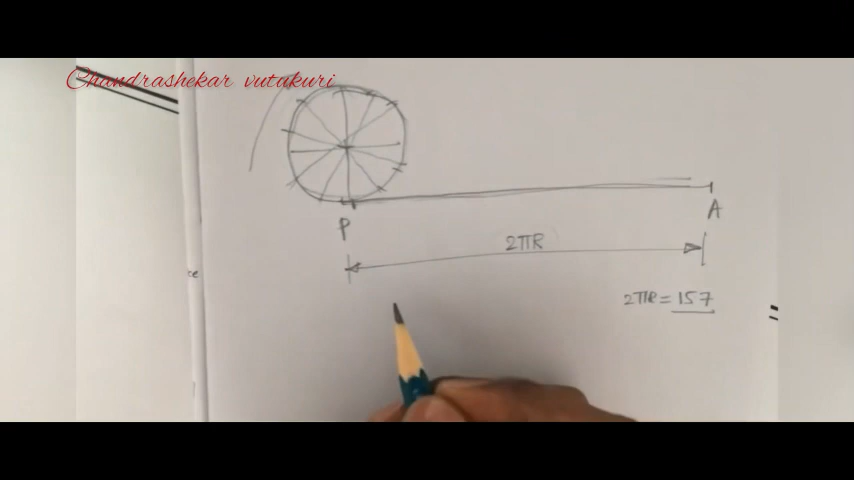 Chandrashekar vutukuri
P
A
2πR
2πR = 157